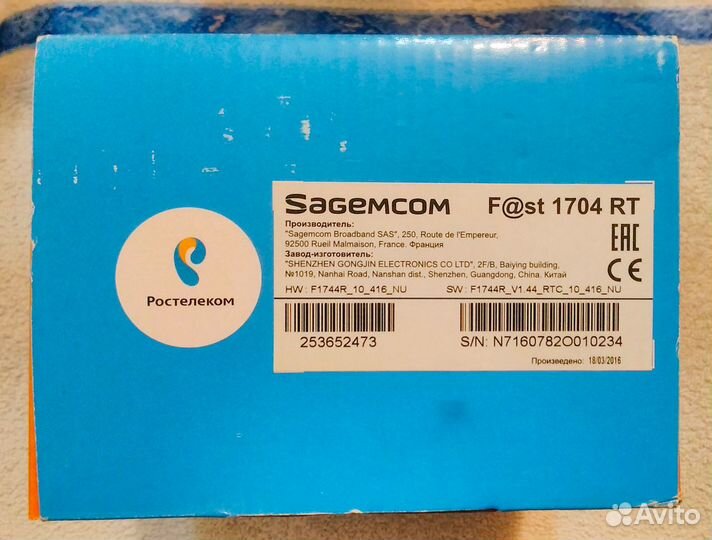 Sagemcom F@st 1704 RT
Производитель:
"Sagemcom Broadband SAS", 250, Route de l'Empereur,
92500 Rueil Malmaison, France. Франция
Завод-изготовитель:
"SHENZHEN GONGJIN ELECTRONICS CO LTD", 2F/B, Baiying building,
№1019, Nanhai Road, Nanshan dist., Shenzhen, Guangdong, China. Китай
EAC
CE
HW : F1744R_10_416_NU SW : F1744R_V1.44_RTC_10_416_NU
253652473 S/N: N7160782O010234
Произведено: 18/03/2016
Ростелеком
Avito